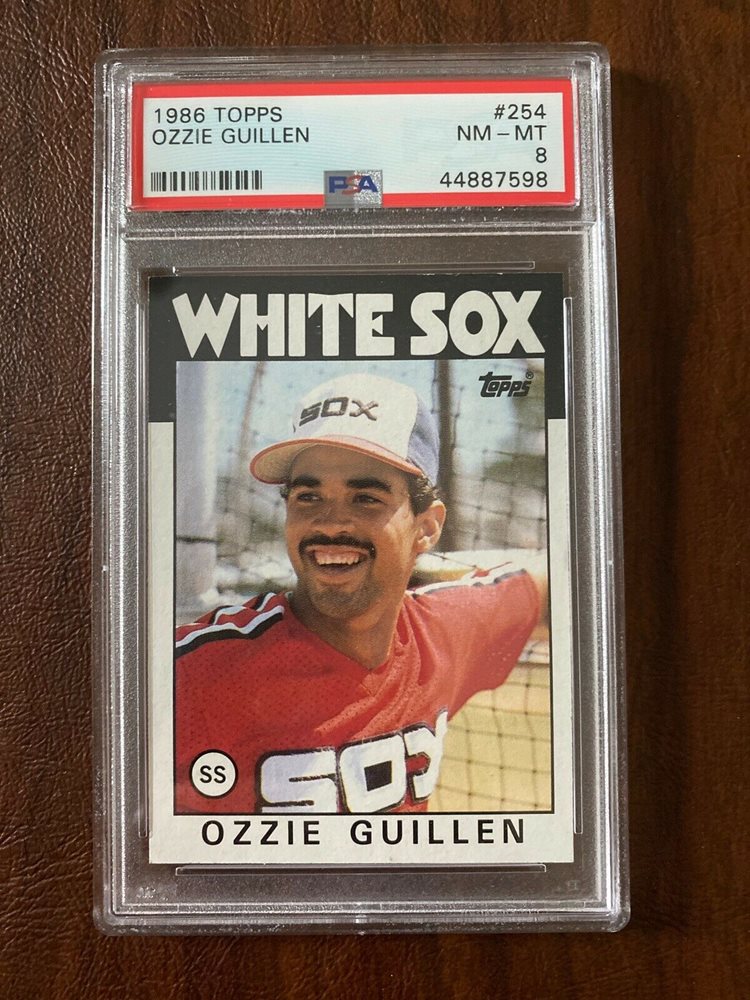 1986 TOPPS #254
OZZIE GUILLEN NM – MT
8
PSA 44887598
WHITE SOX
topps®
SOX
SS
SOX
OZZIE GUILLEN